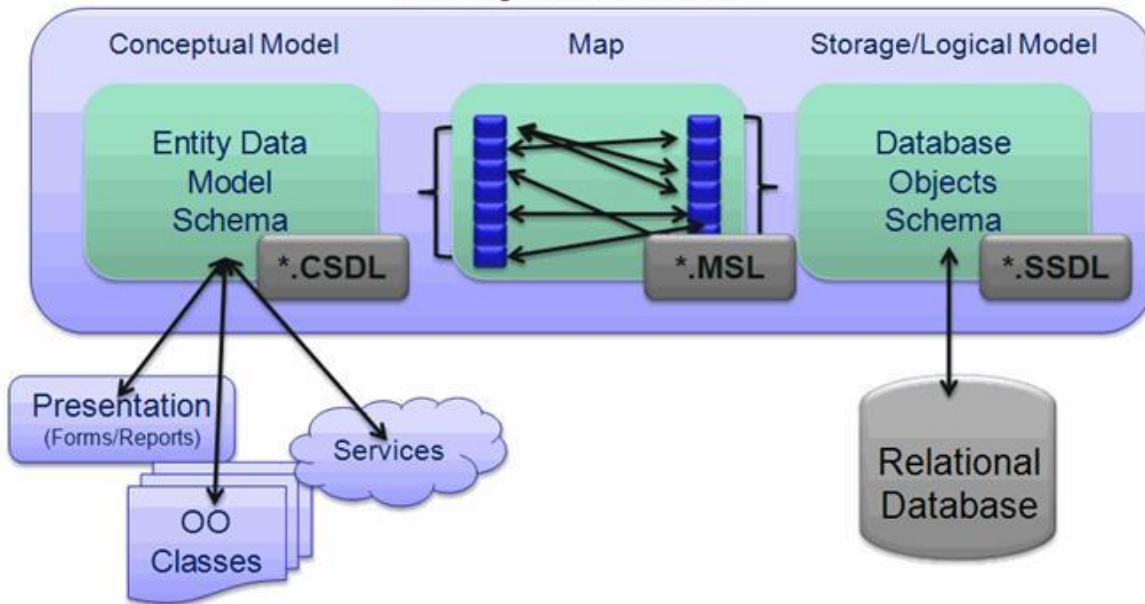 Conceptual Model
Map
Storage/Logical Model
Entity Data
Model
Schema
Database
Objects
Schema
*.CSDL
*.MSL
*.SSDL
Presentation
(Forms/Reports)
Services
OO
Classes
Relational
Database